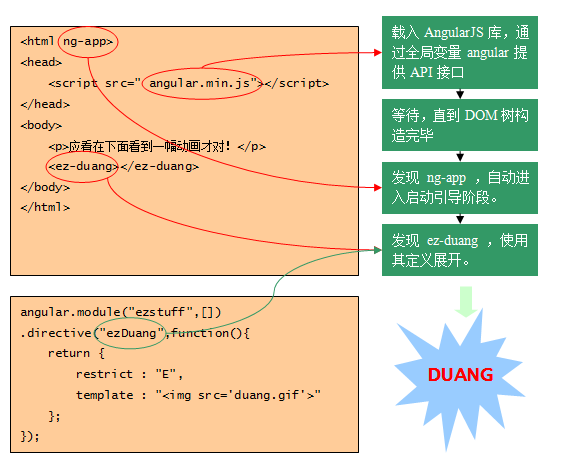 <html ng-app>
<head>
<script src=" angular.min.js"></script>
</head>
<body>
<p>应看在下面看到一幅动画才对！</p>
<ez-duang></ez-duang>
</body>
</html>
载入 AngularJS 库，通
过全局变量 angular 提
供 API 接口
等待，直到 DOM 树构
造完毕
发现 ng-app ，自动进
入启动引导阶段。
发现 ez-duang ，使用
其定义展开。
angular.module("ezstuff",[])
.directive("ezDuang",function(){
return {
restrict : "E",
template : "<img src='duang.gif'>"
};
});
DUANG